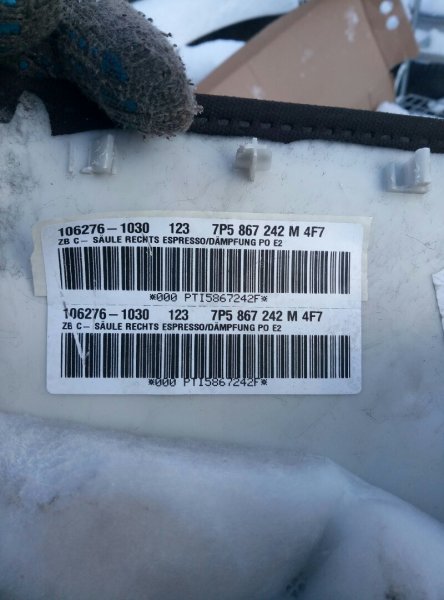 106276-1030 123 7P5 867 242 M 4F7
ZB C- SÄULE RECHTS ESPRESSO/DÄMPFUNG PO E2
*000 PTI5867242F*
106276-1030 123 7P5 867 242 M 4F7
ZB C- SÄULE RECHTS ESPRESSO/DÄMPFUNG PO E2
*000 PTI5867242F*